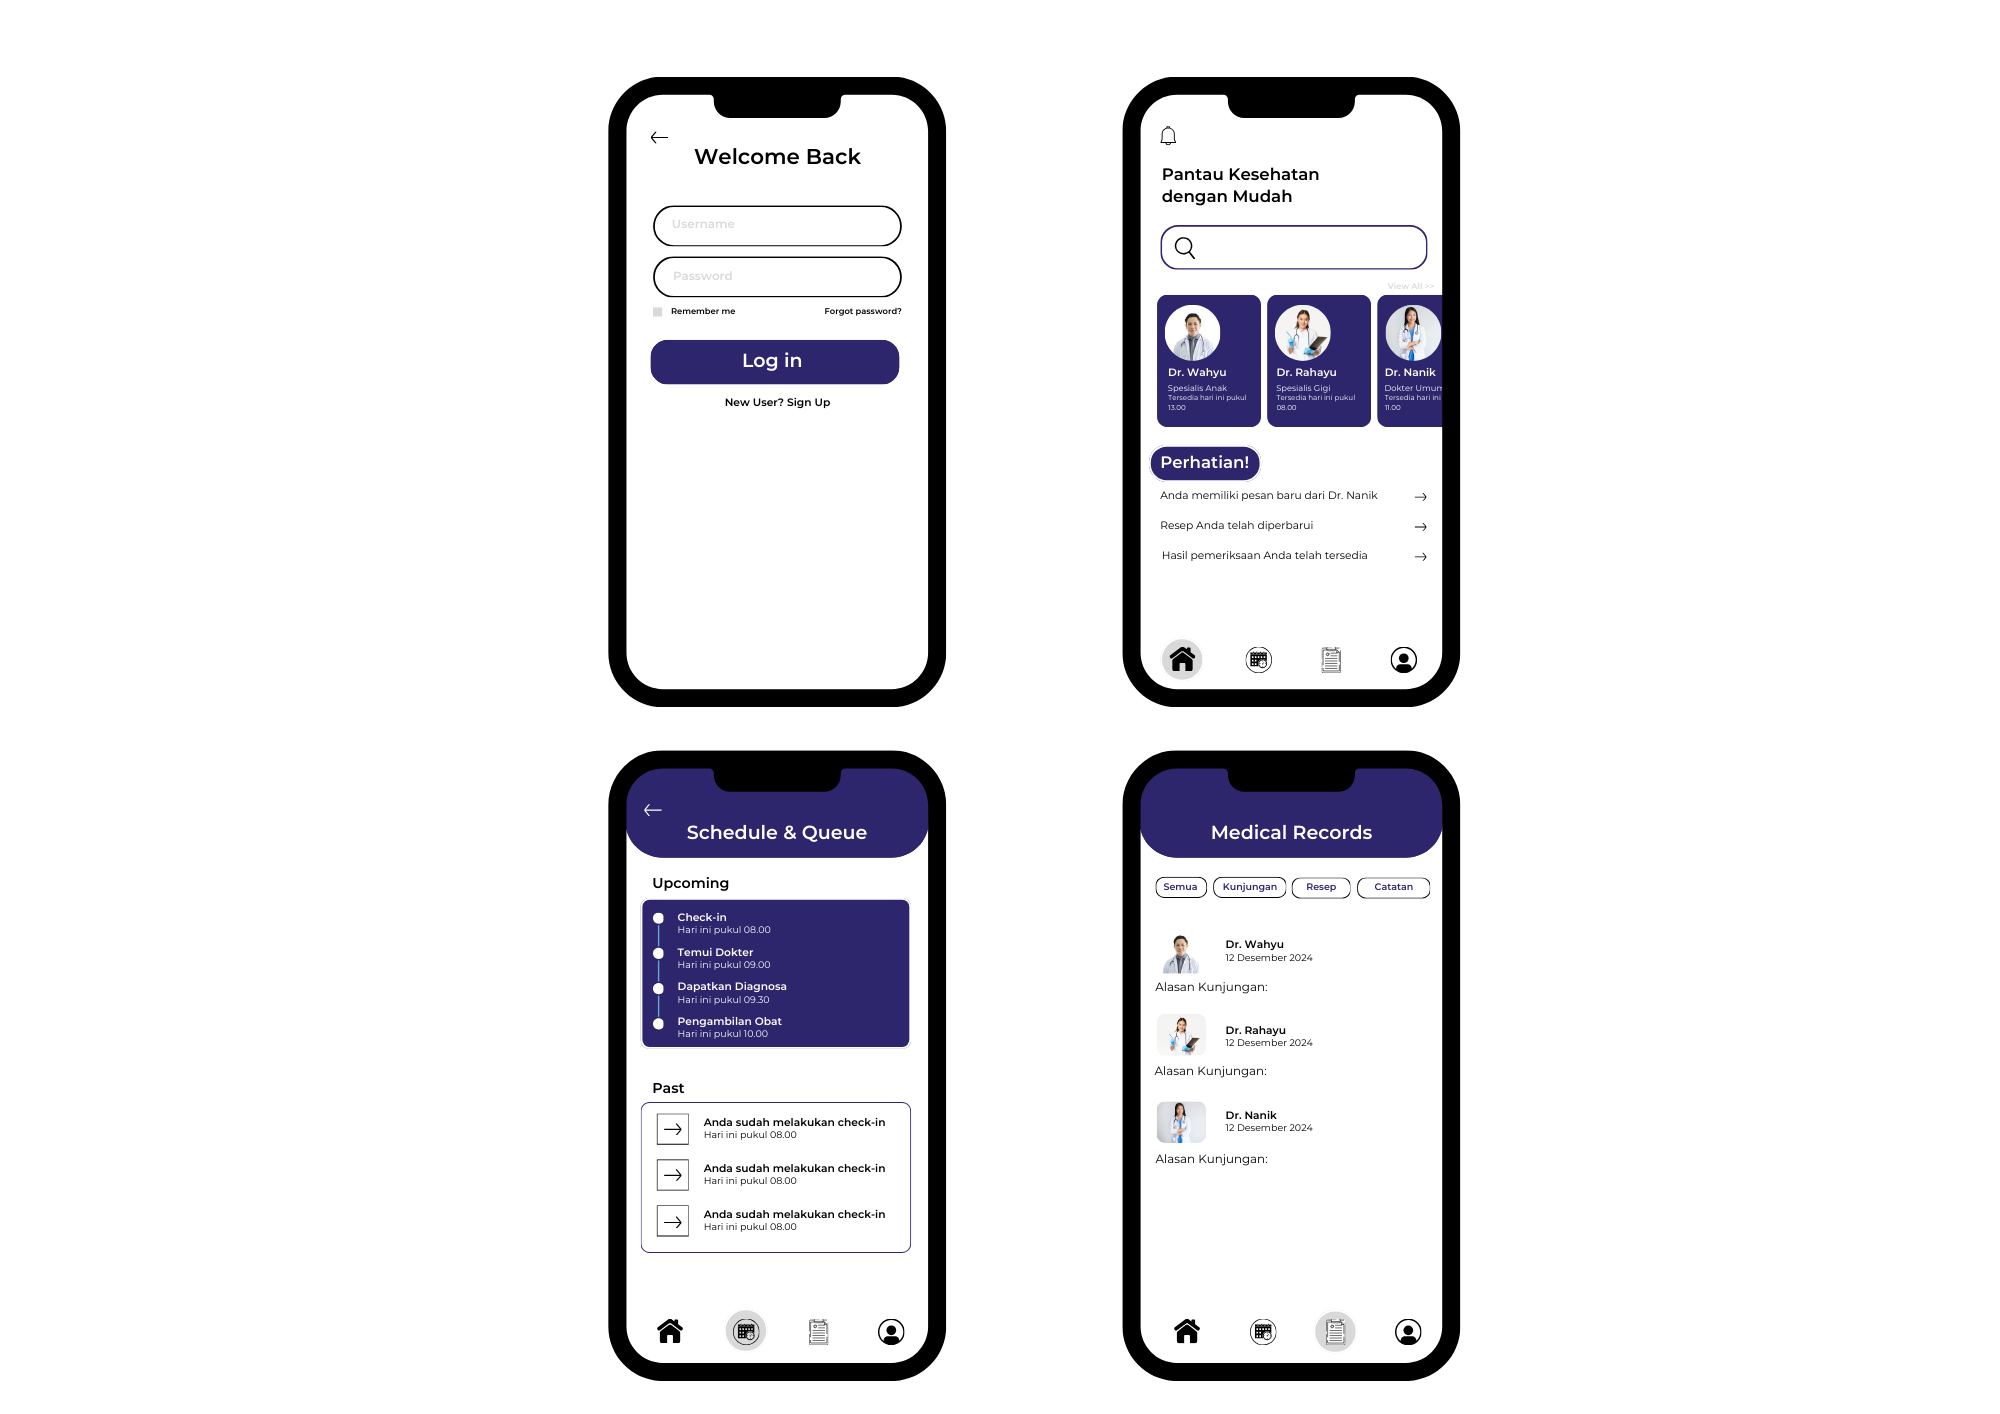 Welcome Back
Username
Password
Remember me
Forgot password?
Log in
New User? Sign Up
Pantau Kesehatan
dengan Mudah
View All >>
Dr. Wahyu
Spesialis Anak
Tersedia hari ini pukul
13.00
Dr. Rahayu
Spesialis Gigi
Tersedia hari ini pukul
08.00
Dr. Nanik
Dokter Umum
Tersedia hari ini
11.00
Perhatian!
Anda memiliki pesan baru dari Dr. Nanik
Resep Anda telah diperbarui
Hasil pemeriksaan Anda telah tersedia
Schedule & Queue
Upcoming
Check-in
Hari ini pukul 08.00
Temui Dokter
Hari ini pukul 09.00
Dapatkan Diagnosa
Hari ini pukul 09.30
Pengambilan Obat
Hari ini pukul 10.00
Past
Anda sudah melakukan check-in
Hari ini pukul 08.00
Anda sudah melakukan check-in
Hari ini pukul 08.00
Anda sudah melakukan check-in
Hari ini pukul 08.00
Medical Records
Semua
Kunjungan
Resep
Catatan
Dr. Wahyu
12 Desember 2024
Alasan Kunjungan:
Dr. Rahayu
12 Desember 2024
Alasan Kunjungan:
Dr. Nanik
12 Desember 2024
Alasan Kunjungan: